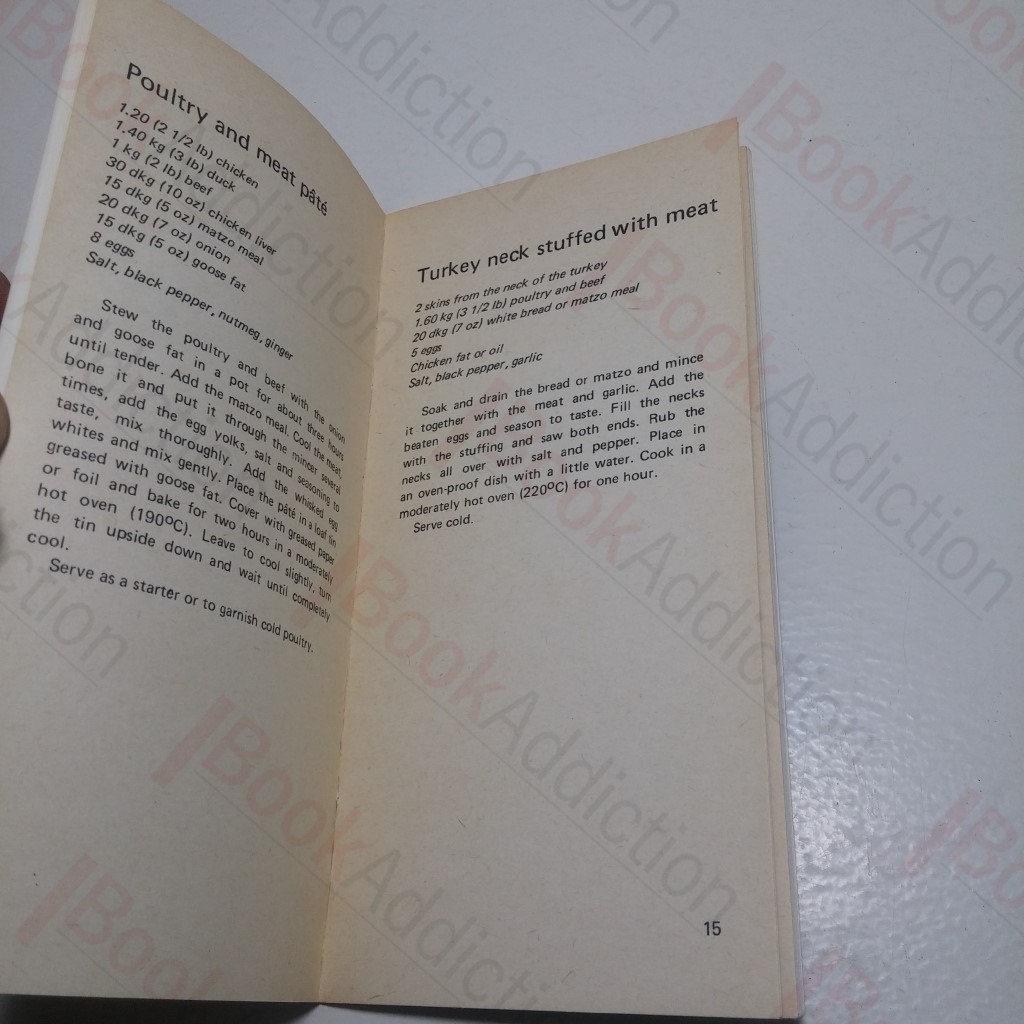 Poultry and meat pâté
1.20 (2 1/2 lb) chicken
1.40 kg (3 lb) duck
1 kg (2 lb) beef
30 dkg (10 oz) chicken liver
15 dkg (5 oz) matzo meal
20 dkg (7 oz) onion
15 dkg (5 oz) goose fat
8 eggs
Salt, black pepper, nutmeg, ginger
Stew the poultry and beef with the onion
and goose fat in a pot for about three hours
until tender. Add the matzo meal. Cool the meat,
bone it and put it through the mincer several
times, add the egg yolks, salt and seasoning to
taste, mix thoroughly. Add the whisked egg
whites and mix gently. Place the pâté in a loaf tin
greased with goose fat. Cover with greased paper
or foil and bake for two hours in a moderately
hot oven (190ºC). Leave to cool slightly, turn
the tin upside down and wait until completely
cool.
Serve as a starter or to garnish cold poultry.
Turkey neck stuffed with meat
2 skins from the neck of the turkey
1.60 kg (3 1/2 lb) poultry and beef
20 dkg (7 oz) white bread or matzo meal
5 eggs
Chicken fat or oil
Salt, black pepper, garlic
Soak and drain the bread or matzo and mince
it together with the meat and garlic. Add the
beaten eggs and season to taste. Fill the necks
with the stuffing and saw both ends. Rub the
necks all over with salt and pepper. Place in
an oven-proof dish with a little water. Cook in a
moderately hot oven (220ºC) for one hour.
Serve cold.
15
BookAddiction
BookAddiction
BookAddiction
BookAddiction
BookAddiction
BookAddiction